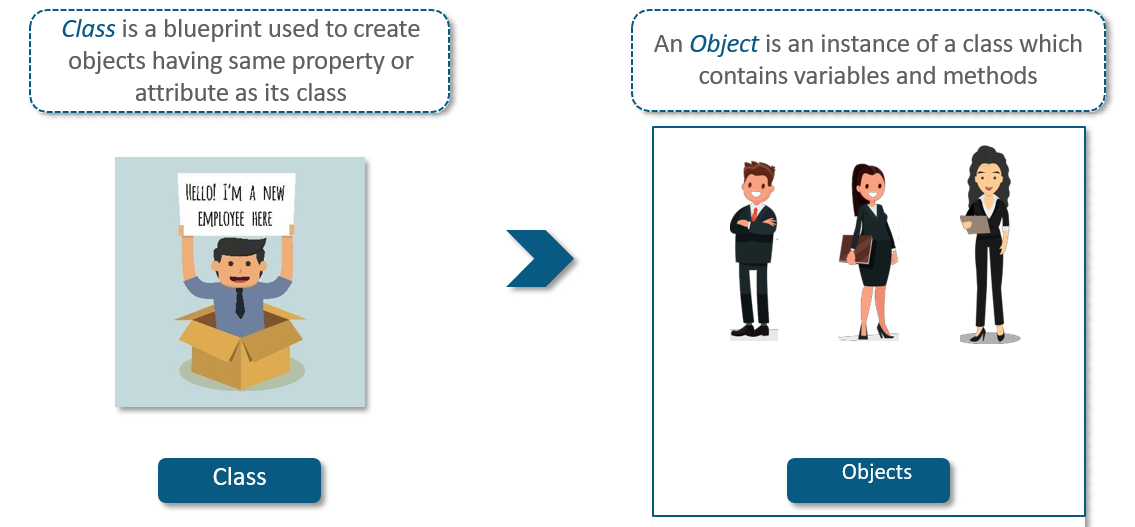 Class is a blueprint used to create
objects having same property or
attribute as its class
An Object is an instance of a class which
contains variables and methods
HELLO! I'M A NEW
EMPLOYEE HERE
Class
Objects